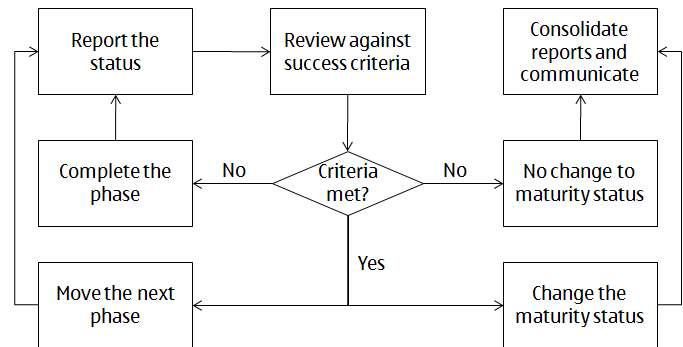 Report the
status
Review against
success criteria
Consolidate
reports and
communicate
Complete the
phase
No
Criteria
met?
No
No change to
maturity status
Yes
Move the next
phase
Change the
maturity status